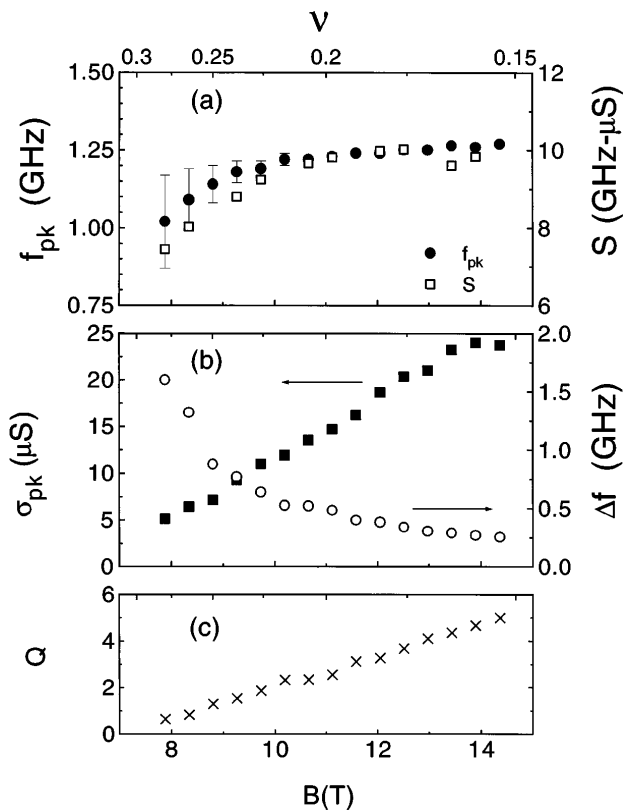 ν
0.3 0.25 0.2 0.15
1.50 (a) 12
1.25 10
1.00 8
0.75 6
f_pk (GHz)
S (GHz-μS)
● f_pk
□ S
25 (b) 2.0
20 1.5
15
10 1.0
5 0.5
0 0.0
σ_pk (μS)
Δf (GHz)
6 (c)
4
2
0
Q
8 10 12 14
B(T)